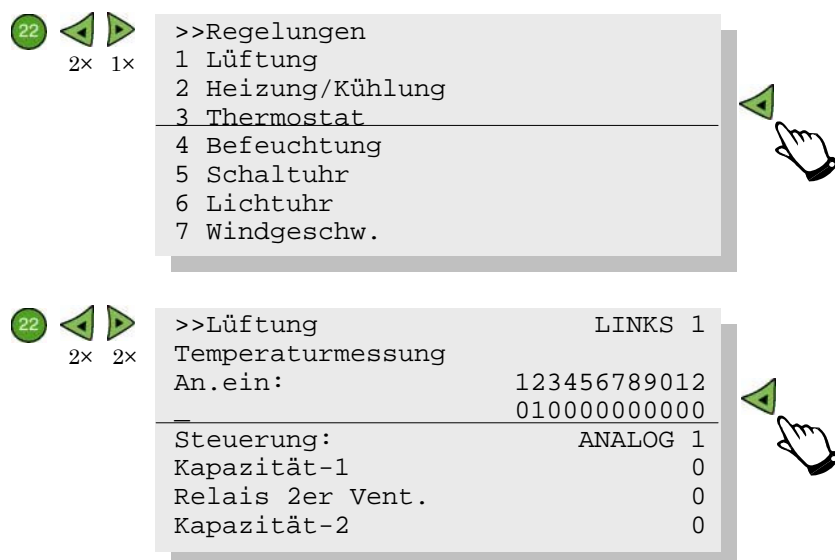 22
2× 1×
>>Regelungen
1 Lüftung
2 Heizung/Kühlung
3 Thermostat
4 Befeuchtung
5 Schaltuhr
6 Lichtuhr
7 Windgeschw.
22
2× 2×
>>Lüftung LINKS 1
Temperaturmessung
An.ein: 123456789012
_ 010000000000
Steuerung: ANALOG 1
Kapazität-1 0
Relais 2er Vent. 0
Kapazität-2 0